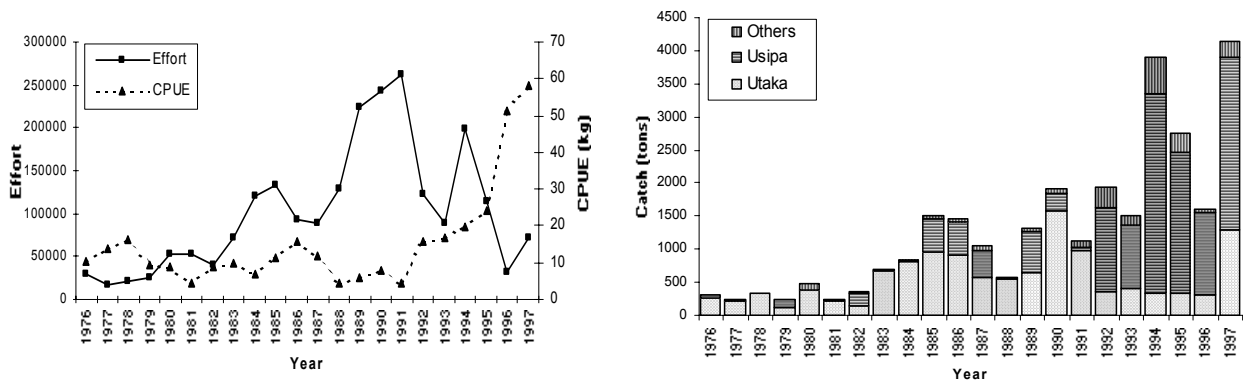 300000
250000
200000
150000
100000
50000
0
Effort
Effort
CPUE
70
60
50
40
30
20
10
0
CPUE (kg)
1976 1977 1978 1979 1980 1981 1982 1983 1984 1985 1986 1987 1988 1989 1990 1991 1992 1993 1994 1995 1996 1997
Year
4500
4000
3500
3000
2500
2000
1500
1000
500
0
Catch (tons)
Others
Usipa
Utaka
1976 1977 1978 1979 1980 1981 1982 1983 1984 1985 1986 1987 1988 1989 1990 1991 1992 1993 1994 1995 1996 1997
Year